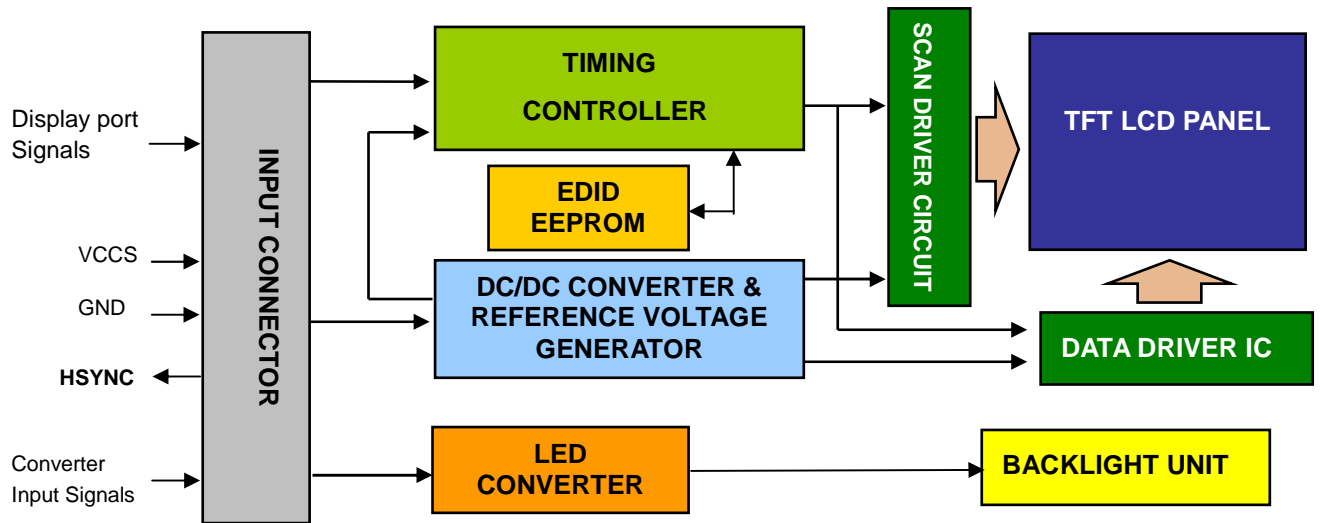 Display port
Signals
VCCS
GND
HSYNC
Converter
Input Signals
INPUT CONNECTOR
TIMING
CONTROLLER
EDID
EEPROM
DC/DC CONVERTER &
REFERENCE VOLTAGE
GENERATOR
LED
CONVERTER
SCAN DRIVER CIRCUIT
TFT LCD PANEL
DATA DRIVER IC
BACKLIGHT UNIT